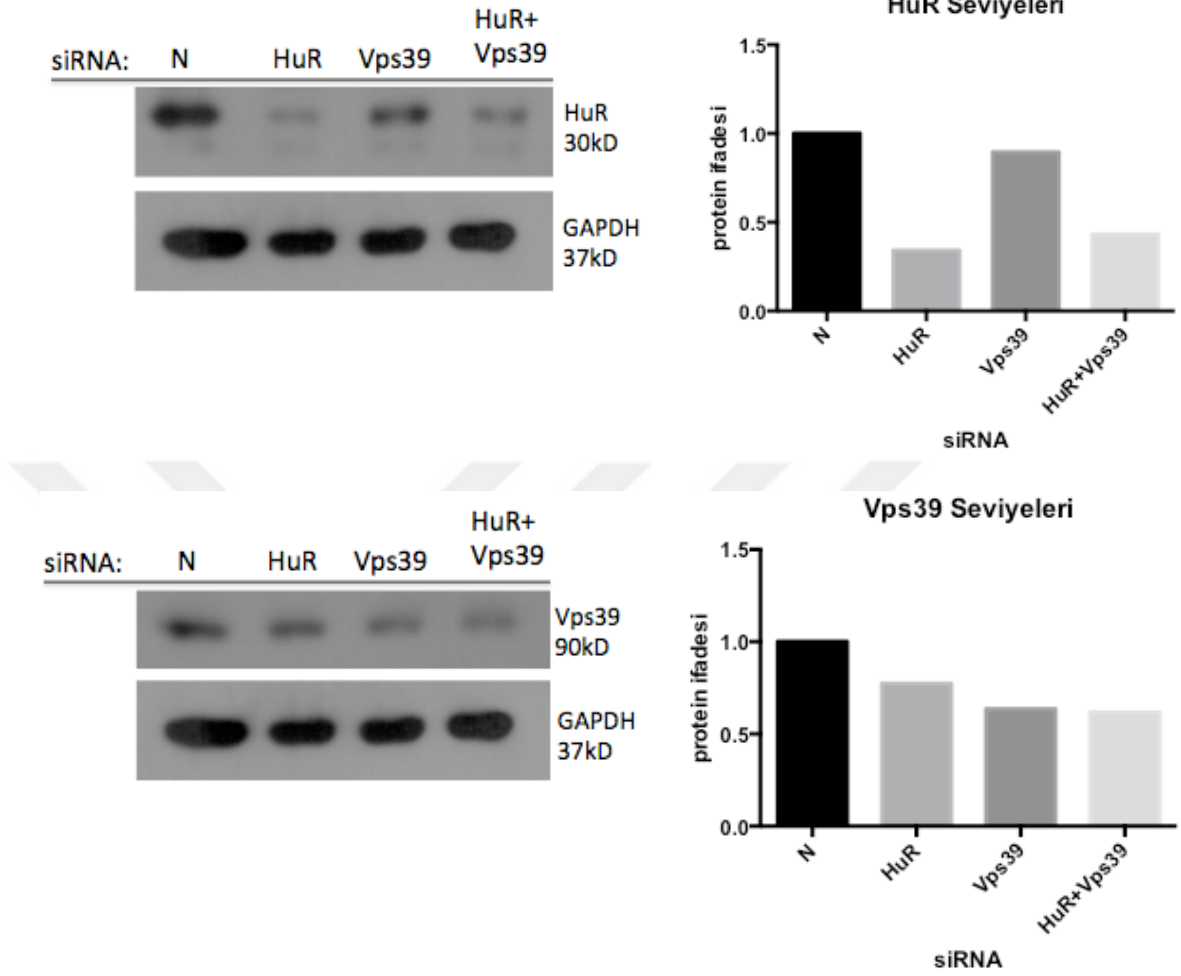 HuR+
siRNA: N HuR Vps39 Vps39
HuR
30kD
GAPDH
37kD
HuR Seviyeleri
protein ifadesi
1.5
1.0
0.5
0.0
N HuR Vps39 HuR+Vps39
siRNA
HuR+
siRNA: N HuR Vps39 Vps39
Vps39
90kD
GAPDH
37kD
Vps39 Seviyeleri
protein ifadesi
1.5
1.0
0.5
0.0
N HuR Vps39 HuR+Vps39
siRNA